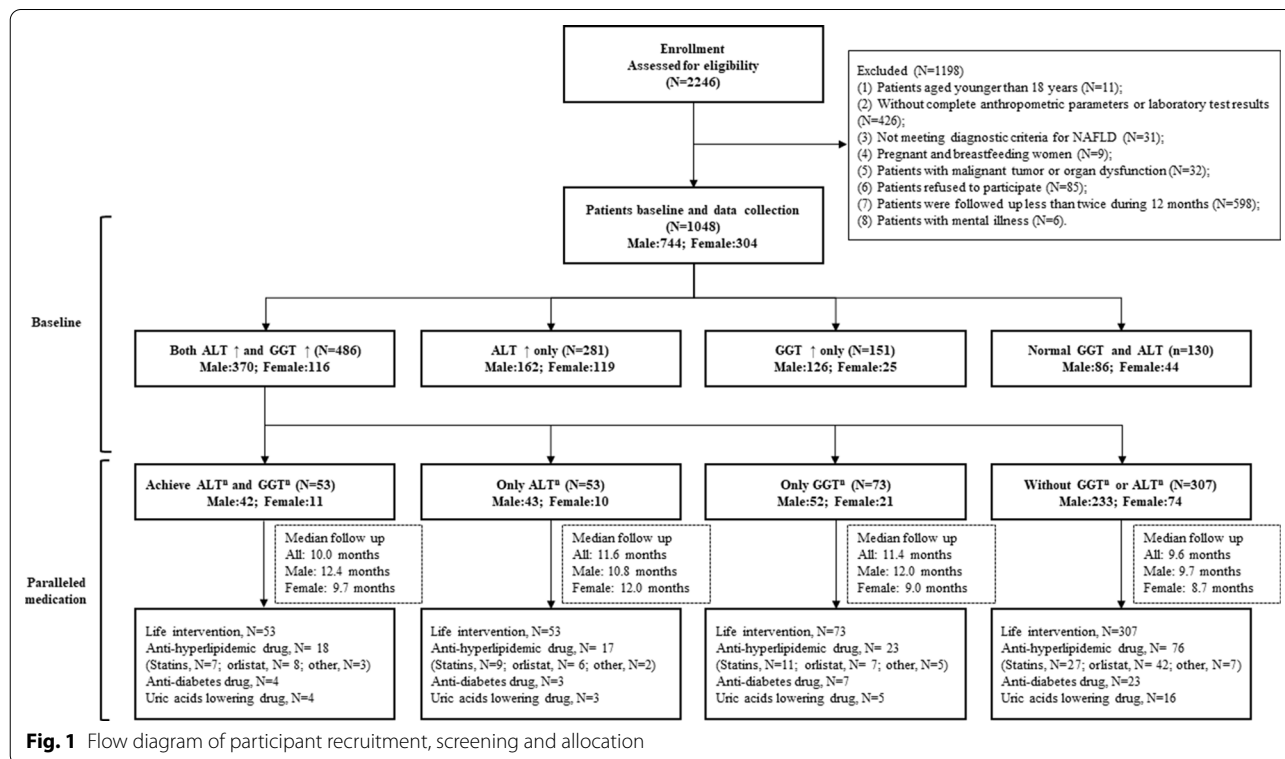 Enrollment
Assessed for eligibility
(N=2246)
Excluded (N=1198)
(1) Patients aged younger than 18 years (N=11);
(2) Without complete anthropometric parameters or laboratory test results
(N=426);
(3) Not meeting diagnostic criteria for NAFLD (N=31);
(4) Pregnant and breastfeeding women (N=9);
(5) Patients with malignant tumor or organ dysfunction (N=32);
(6) Patients refused to participate (N=85);
(7) Patients were followed up less than twice during 12 months (N=598);
(8) Patients with mental illness (N=6).
Patients baseline and data collection
(N=1048)
Male:744; Female:304
Baseline
Both ALT ↑ and GGT ↑ (N=486)
Male:370; Female:116
ALT ↑ only (N=281)
Male:162; Female:119
GGT ↑ only (N=151)
Male:126; Female:25
Normal GGT and ALT (n=130)
Male:86; Female:44
Achieve ALTⁿ and GGTⁿ (N=53)
Male:42; Female:11
Only ALTⁿ (N=53)
Male:43; Female:10
Only GGTⁿ (N=73)
Male:52; Female:21
Without GGTⁿ or ALTⁿ (N=307)
Male:233; Female:74
Paralleled
medication
Median follow up
All: 10.0 months
Male: 12.4 months
Female: 9.7 months
Median follow up
All: 11.6 months
Male: 10.8 months
Female: 12.0 months
Median follow up
All: 11.4 months
Male: 12.0 months
Female: 9.0 months
Median follow up
All: 9.6 months
Male: 9.7 months
Female: 8.7 months
Life intervention, N=53
Anti-hyperlipidemic drug, N= 18
(Statins, N=7; orlistat, N= 8; other, N=3)
Anti-diabetes drug, N=4
Uric acids lowering drug, N=4
Life intervention, N=53
Anti-hyperlipidemic drug, N= 17
(Statins, N=9; orlistat, N= 6; other, N=2)
Anti-diabetes drug, N=3
Uric acids lowering drug, N=3
Life intervention, N=73
Anti-hyperlipidemic drug, N= 23
(Statins, N=11; orlistat, N= 7; other, N=5)
Anti-diabetes drug, N=7
Uric acids lowering drug, N=5
Life intervention, N=307
Anti-hyperlipidemic drug, N= 76
(Statins, N=27; orlistat, N= 42; other, N=7)
Anti-diabetes drug, N=23
Uric acids lowering drug, N=16
Fig. 1 Flow diagram of participant recruitment, screening and allocation